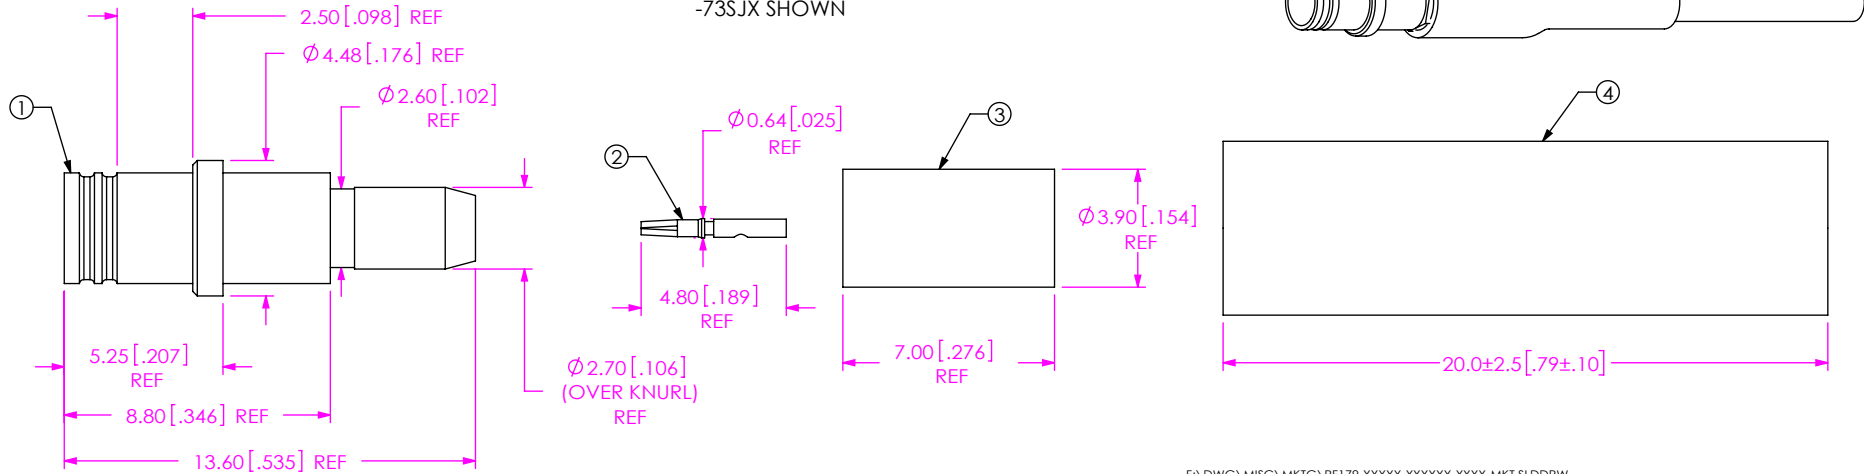 -73SJX SHOWN
2.50 [.098] REF
Ø4.48 [.176] REF
Ø2.60 [.102]
REF
1
Ø0.64 [.025]
REF
2
3
4
Ø3.90 [.154]
REF
4.80 [.189]
REF
5.25 [.207]
REF
Ø2.70 [.106]
(OVER KNURL)
REF
7.00 [.276]
REF
20.0±2.5 [.79±.10]
8.80 [.346] REF
13.60 [.535] REF